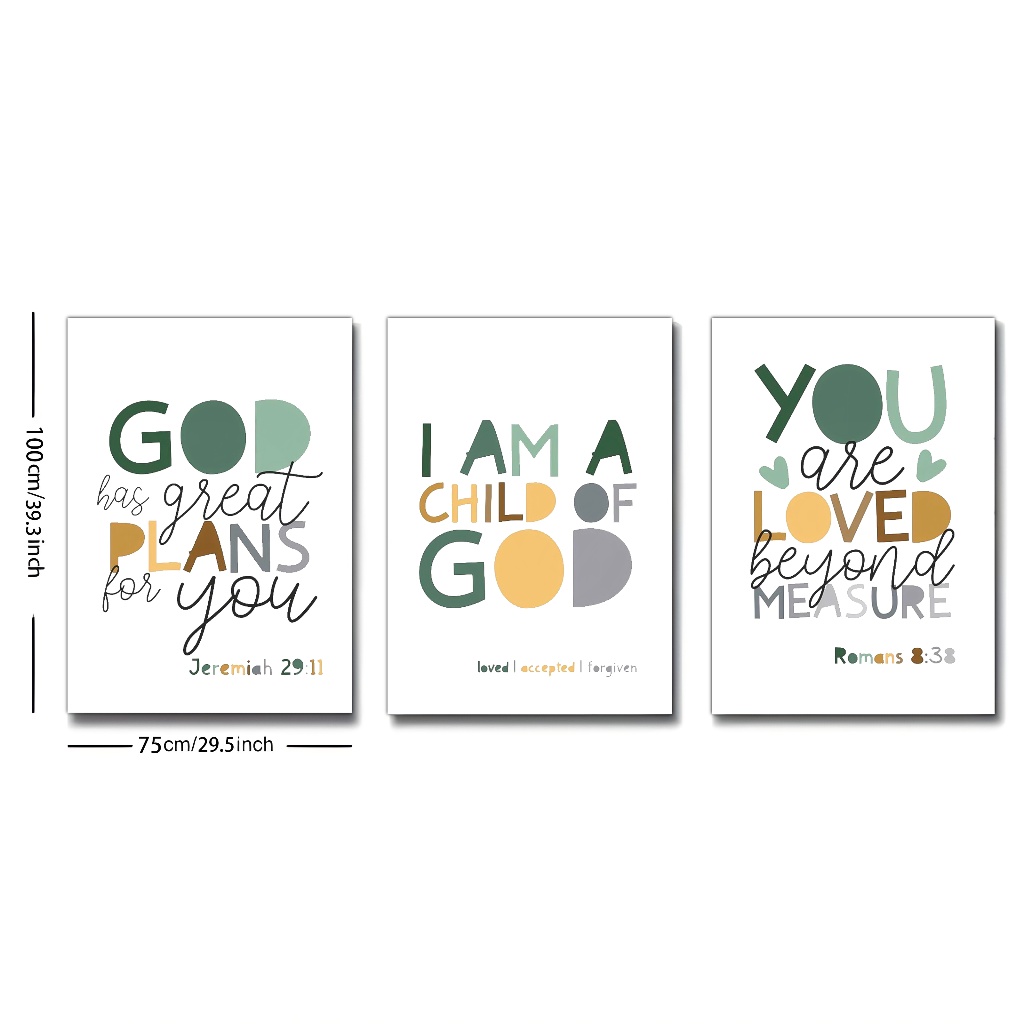 100cm/39.3inch
GOD
has great
PLANS
for you
Jeremiah 29:11
75cm/29.5inch
I AM A
CHILD OF
GOD
loved | accepted | forgiven
YOU
are
LOVED
beyond
MEASURE
Romans 8:38